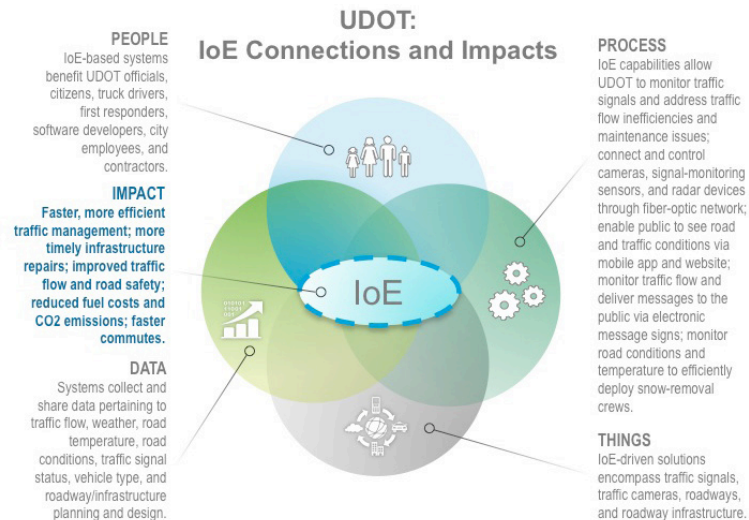 UDOT:
IoE Connections and Impacts
PEOPLE
IoE-based systems
benefit UDOT officials,
citizens, truck drivers,
first responders,
software developers, city
employees, and
contractors.
IMPACT
Faster, more efficient
traffic management; more
timely infrastructure
repairs; improved traffic
flow and road safety;
reduced fuel costs and
CO2 emissions; faster
commutes.
DATA
Systems collect and
share data pertaining to
traffic flow, weather, road
temperature, road
conditions, traffic signal
status, vehicle type, and
roadway/infrastructure
planning and design.
IoE
PROCESS
IoE capabilities allow
UDOT to monitor traffic
signals and address traffic
flow inefficiencies and
maintenance issues;
connect and control
cameras, signal-monitoring
sensors, and radar devices
through fiber-optic network;
enable public to see road
and traffic conditions via
mobile app and website;
monitor traffic flow and
deliver messages to the
public via electronic
message signs; monitor
road conditions and
temperature to efficiently
deploy snow-removal
crews.
THINGS
IoE-driven solutions
encompass traffic signals,
traffic cameras, roadways,
and roadway infrastructure.